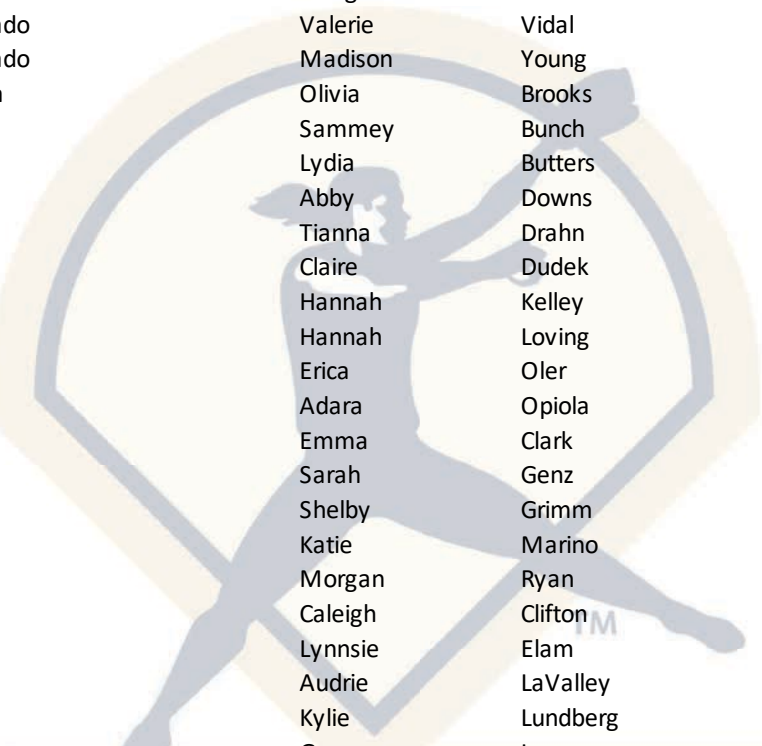 Valerie Vidal
Madison Young
Olivia Brooks
Sammey Bunch
Lydia Butters
Abby Downs
Tianna Drahn
Claire Dudek
Hannah Kelley
Hannah Loving
Erica Oler
Adara Opiola
Emma Clark
Sarah Genz
Shelby Grimm
Katie Marino
Morgan Ryan
Caleigh Clifton
TM
Lynnsie Elam
Audrie LaValley
Kylie Lundberg